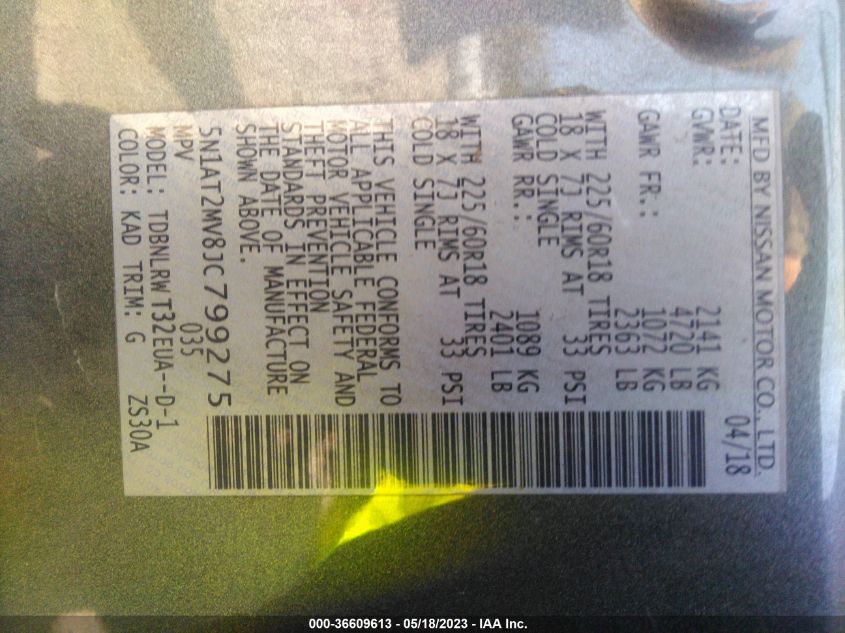 MFD BY NISSAN MOTOR CO., LTD.
DATE: 04/18
GVWR: 2141 KG
4720 LB
GAWR FR.: 1072 KG
2363 LB
WITH 225/60R18 TIRES
18 X 7J RIMS AT 33 PSI
COLD SINGLE
GAWR RR.: 1089 KG
2401 LB
WITH 225/60R18 TIRES
18 X 7J RIMS AT 33 PSI
COLD SINGLE
THIS VEHICLE CONFORMS TO
ALL APPLICABLE FEDERAL
MOTOR VEHICLE SAFETY AND
THEFT PREVENTION
STANDARDS IN EFFECT ON
THE DATE OF MANUFACTURE
SHOWN ABOVE.
5N1AT2MV8JC799275
MPV 035
MODEL: TDBNLRWT32EUA--D-1
COLOR: KAD TRIM: G ZS30A
000-36609613 - 05/18/2023 - IAA Inc.